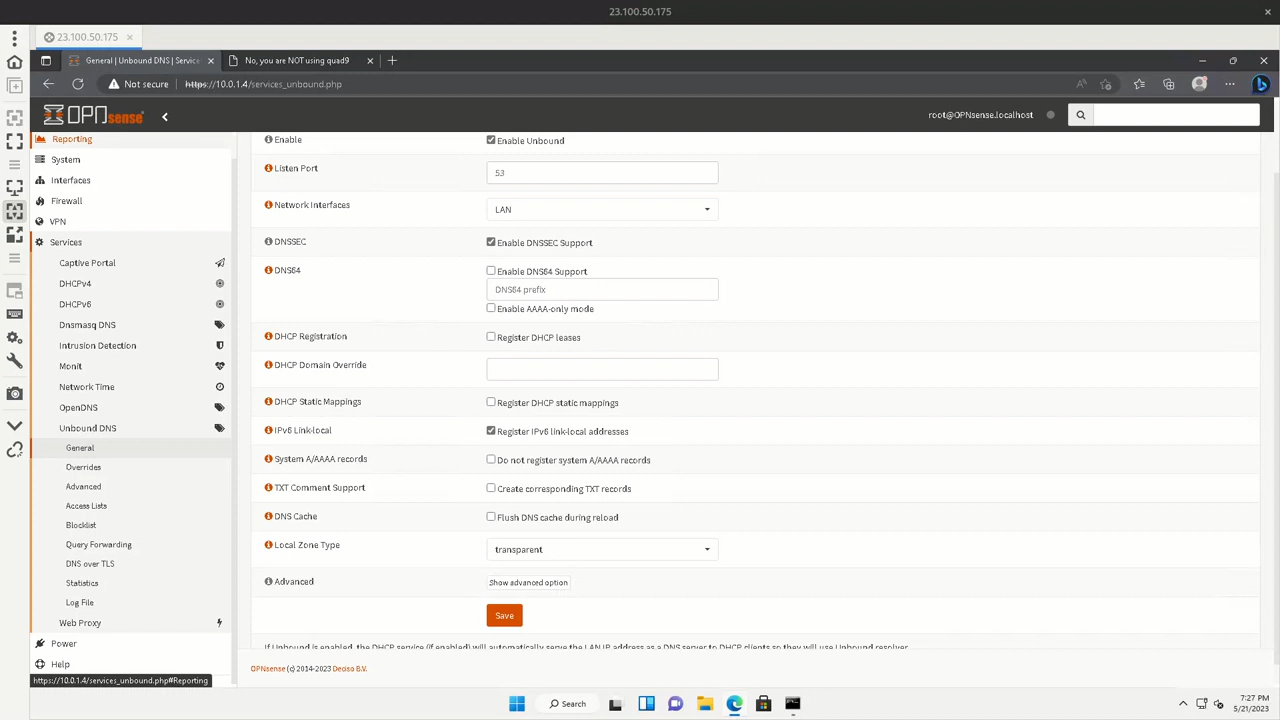 23.100.50.175
23.100.50.175
General | Unbound DNS | Service
No, you are NOT using quad9
Not secure
https://10.0.1.4/services_unbound.php
OPNsense
root@OPNsense.localhost
Reporting
System
Interfaces
Firewall
VPN
Services
Captive Portal
DHCPv4
DHCPv6
Dnsmasq DNS
Intrusion Detection
Monit
Network Time
OpenDNS
Unbound DNS
General
Overrides
Advanced
Access Lists
Blocklist
Query Forwarding
DNS over TLS
Statistics
Log File
Web Proxy
Power
Help
Enable
Enable Unbound
Listen Port
53
Network Interfaces
LAN
DNSSEC
Enable DNSSEC Support
DNS64
Enable DNS64 Support
DNS64 prefix
Enable AAAA-only mode
DHCP Registration
Register DHCP leases
DHCP Domain Override
DHCP Static Mappings
Register DHCP static mappings
IPv6 Link-local
Register IPv6 link-local addresses
System A/AAAA records
Do not register system A/AAAA records
TXT Comment Support
Create corresponding TXT records
DNS Cache
Flush DNS cache during reload
Local Zone Type
transparent
Advanced
Show advanced option
Save
If Unbound is enabled, the DHCP service (if enabled) will automatically serve the LAN IP address as a DNS server to DHCP clients so they will use Unbound resolver.
OPNsense (c) 2014-2023 Deciso B.V.
https://10.0.1.4/services_unbound.php#Reporting
Search
7:27 PM
5/21/2023